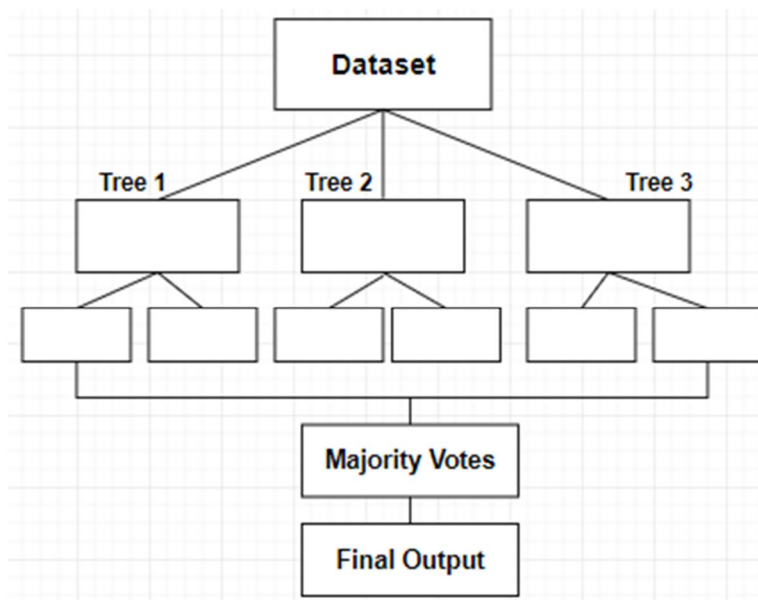 Dataset
Tree 1
Tree 2
Tree 3
Majority Votes
Final Output